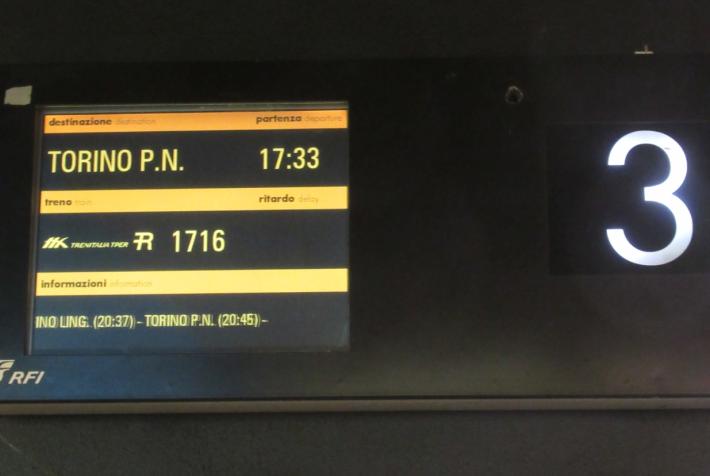 destinazione destination partenza departure
TORINO P.N. 17:33
treno train ritardo delay
TRENITALIA TPER R 1716
informazioni information
INO LING. (20:37) - TORINO P.N. (20:45) -
3
RFI